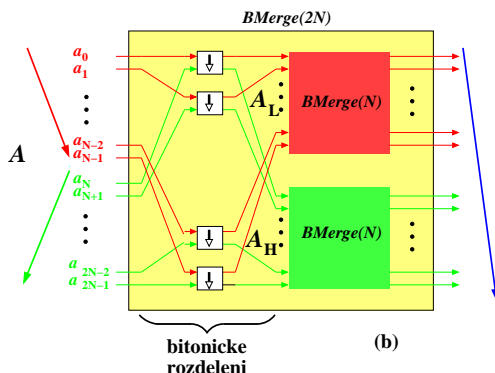 BMerge(2N)
a0
a1
A
aN-2
aN-1
aN
aN+1
a2N-2
a2N-1
AL
AH
BMerge(N)
BMerge(N)
bitonicke
rozdeleni
(b)